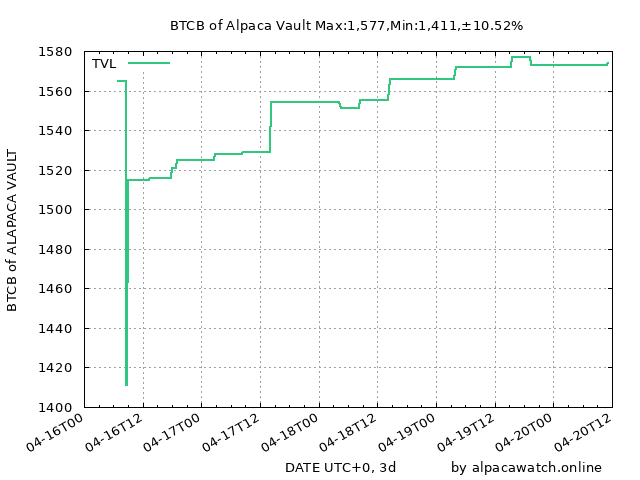 BTCB of Alpaca Vault Max:1,577,Min:1,411,±10.52%
TVL
BTCB of ALAPACA VAULT
1580
1560
1540
1520
1500
1480
1460
1440
1420
1400
04-16T00
04-16T12
04-17T00
04-17T12
04-18T00
04-18T12
04-19T00
04-19T12
04-20T00
04-20T12
DATE UTC+0, 3d
by alpacawatch.online